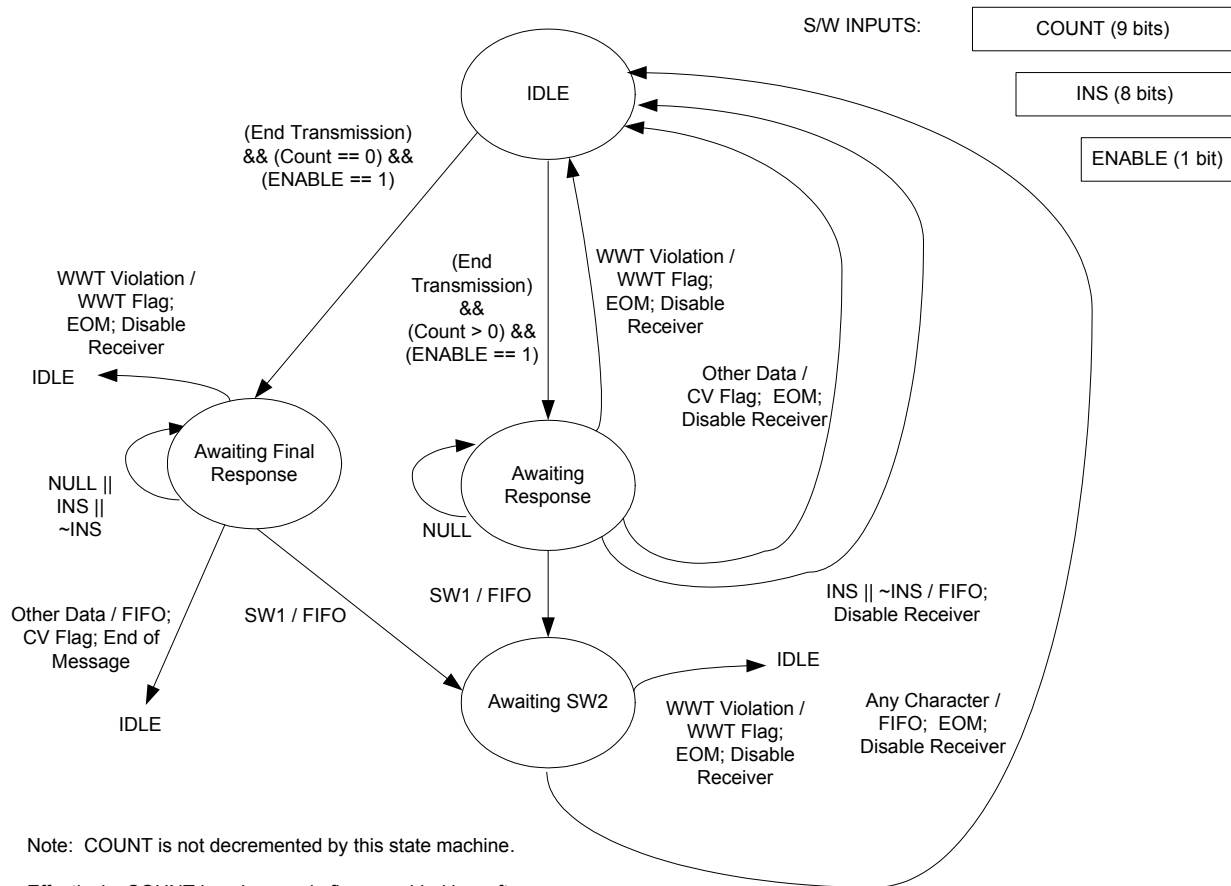 S/W INPUTS:
COUNT (9 bits)
INS (8 bits)
ENABLE (1 bit)
IDLE
(End Transmission)
&& (Count == 0) &&
(ENABLE == 1)
WWT Violation /
WWT Flag;
EOM; Disable
Receiver
IDLE
(End
Transmission)
&&
(Count > 0) &&
(ENABLE == 1)
WWT Violation /
WWT Flag;
EOM; Disable
Receiver
Other Data /
CV Flag; EOM;
Disable Receiver
Awaiting Final
Response
NULL ||
INS ||
~INS
Awaiting
Response
NULL
Other Data / FIFO;
CV Flag; End of
Message
IDLE
SW1 / FIFO
SW1 / FIFO
INS || ~INS / FIFO;
Disable Receiver
Awaiting SW2
IDLE
WWT Violation /
WWT Flag;
EOM; Disable
Receiver
Any Character /
FIFO; EOM;
Disable Receiver
Note: COUNT is not decremented by this state machine.